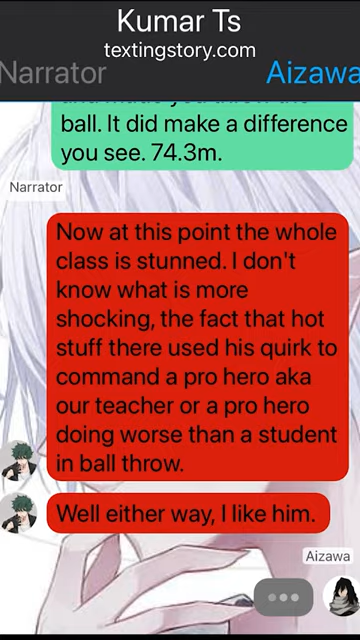 Kumar Ts
textingstory.com
Narrator
Aizawa
ball. It did make a difference
you see. 74.3m.
Narrator
Now at this point the whole
class is stunned. I don't
know what is more
shocking, the fact that hot
stuff there used his quirk to
command a pro hero aka
our teacher or a pro hero
doing worse than a student
in ball throw.
Well either way, I like him.
Aizawa